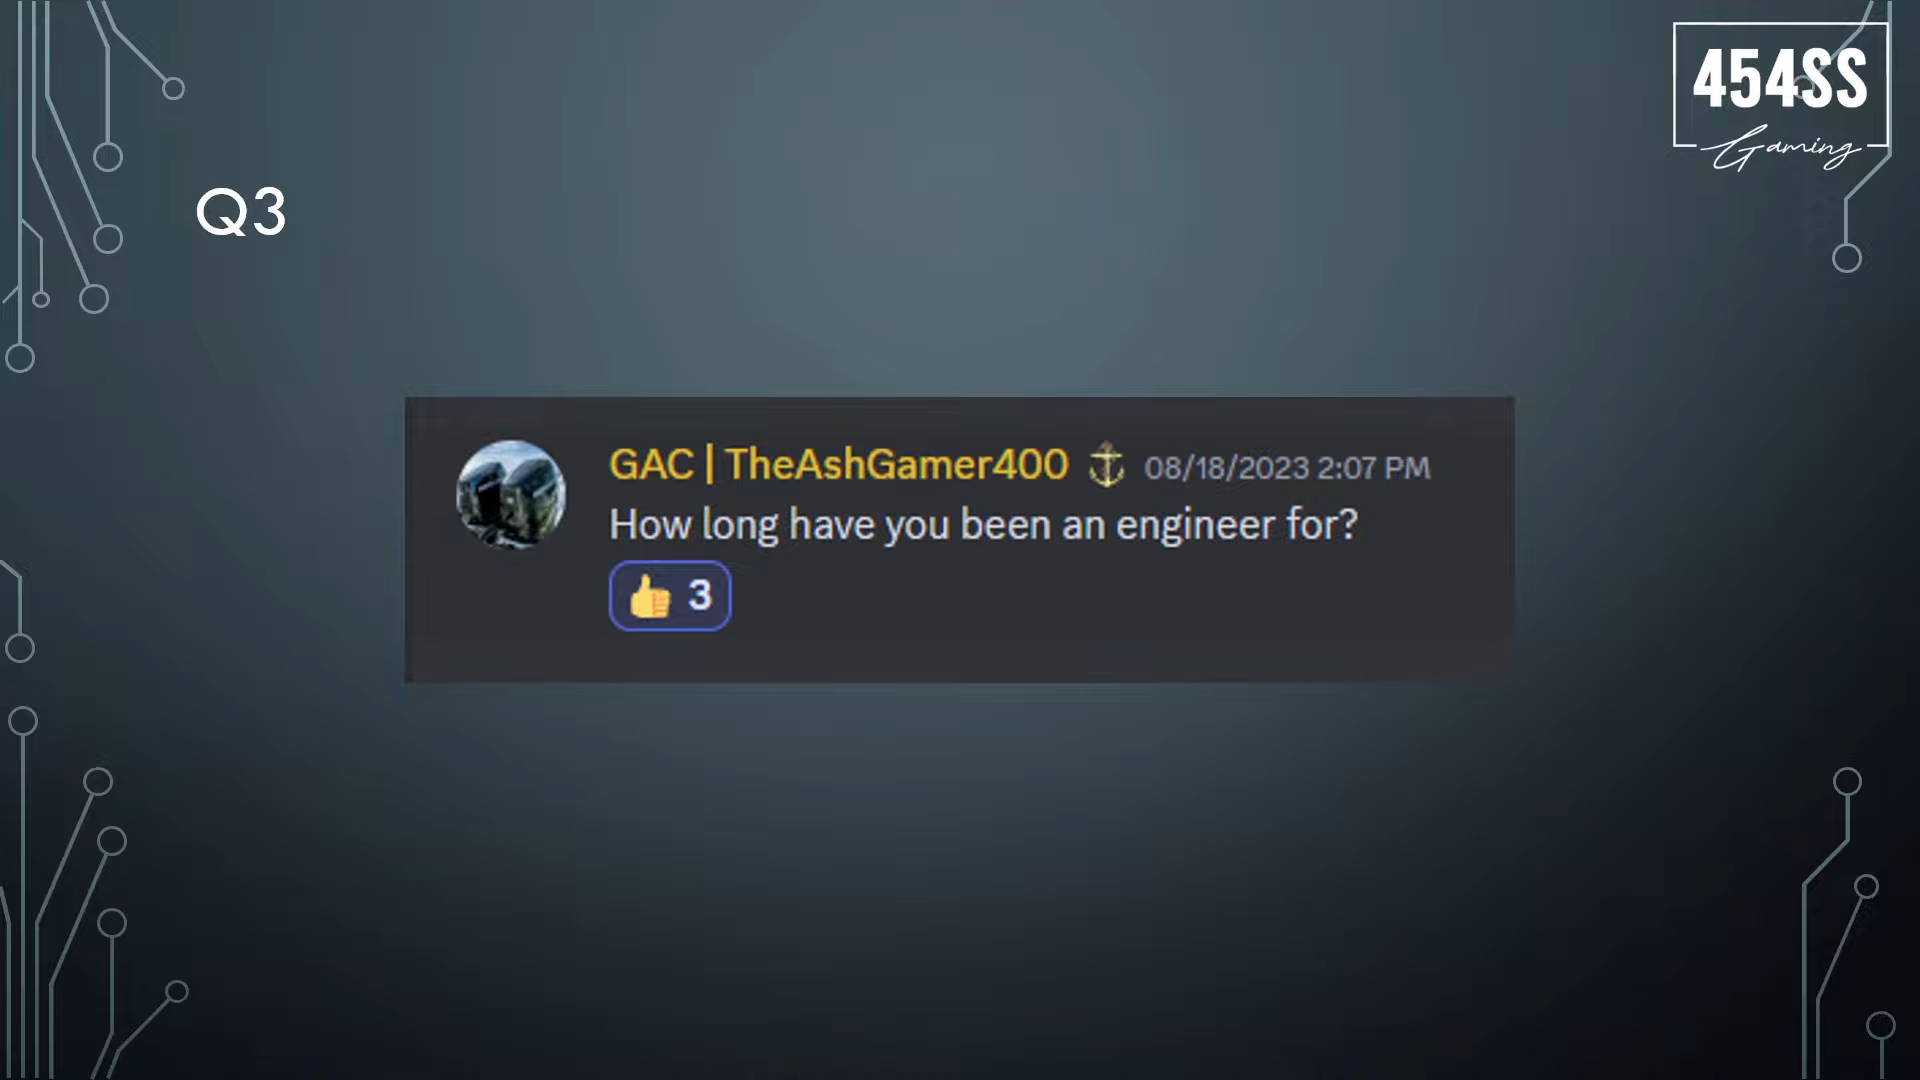 454SS
Gaming
Q3
GAC | TheAshGamer400 08/18/2023 2:07 PM
How long have you been an engineer for?
👍 3